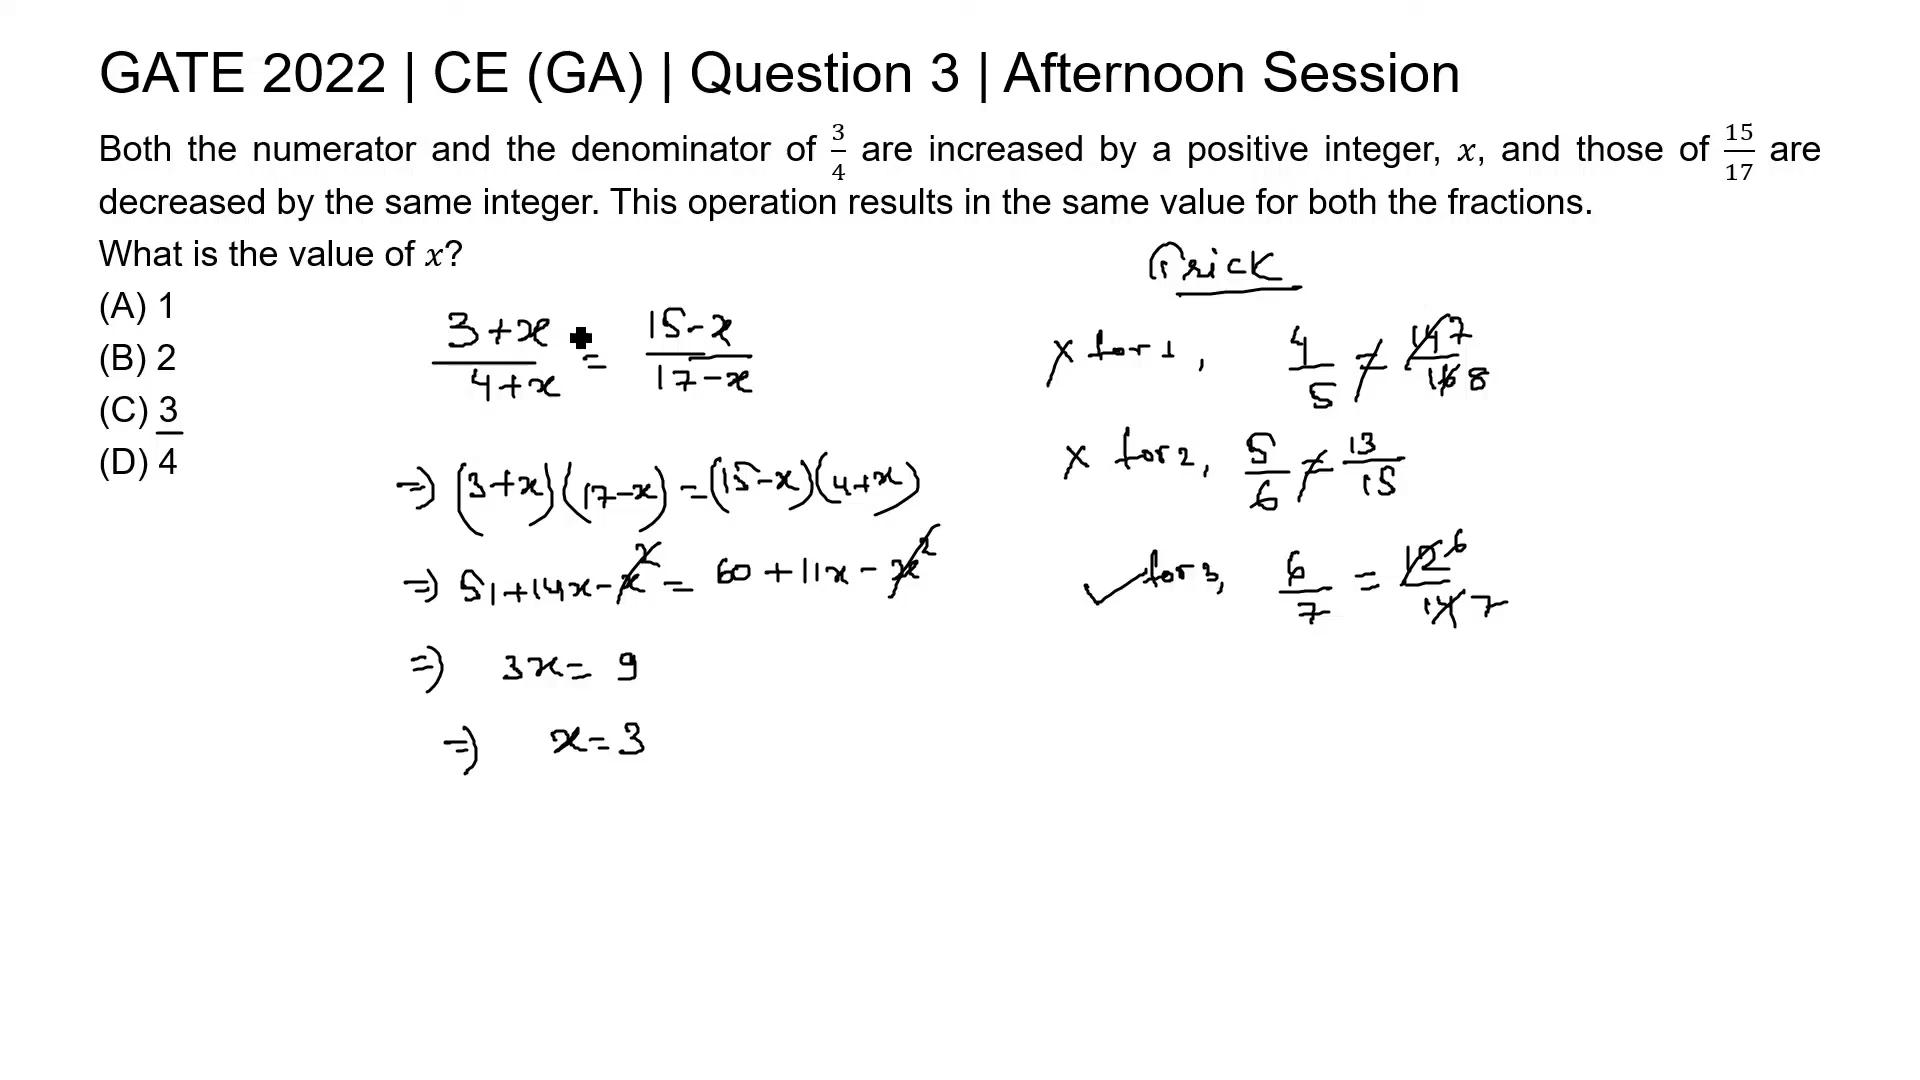 GATE 2022 | CE (GA) | Question 3 | Afternoon Session
Both the numerator and the denominator of 3/4 are increased by a positive integer, x, and those of 15/17 are
decreased by the same integer. This operation results in the same value for both the fractions.
What is the value of x?
(A) 1
(B) 2
(C) 3
(D) 4
(3+x)/(4+x) = (15-x)/(17-x)
⇒ (3+x)(17-x) = (15-x)(4+x)
⇒ 51+14x-x² = 60+11x-x²
⇒ 3x = 9
⇒ x = 3
Trick
x for 1, 4/5 ≠ 14/16 7/8
x for 2, 5/6 ≠ 13/15
✓ for 3, 6/7 = 12/14 6/7